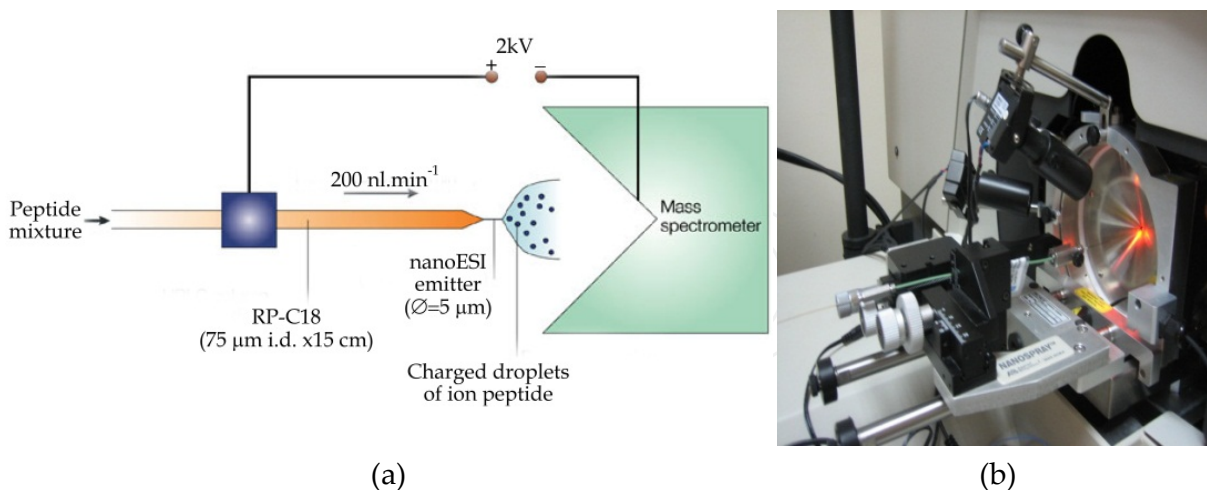 2kV
+ −
200 nl.min⁻¹
Peptide
mixture
Mass
spectrometer
nanoESI
emitter
(Ø=5 µm)
RP-C18
(75 µm i.d. x15 cm)
Charged droplets
of ion peptide
NANOSPRAY
(a)
(b)